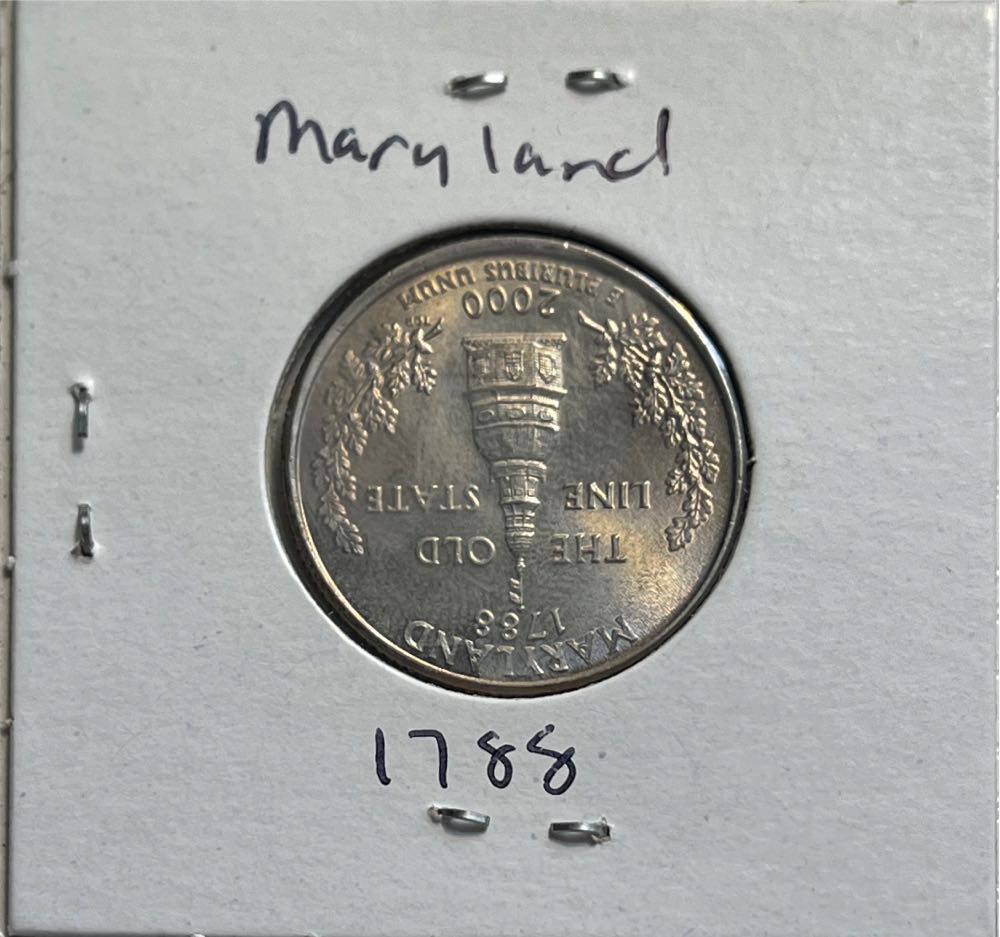 Maryland
MARYLAND
1788
THE OLD
LINE STATE
2000
E PLURIBUS UNUM
1788